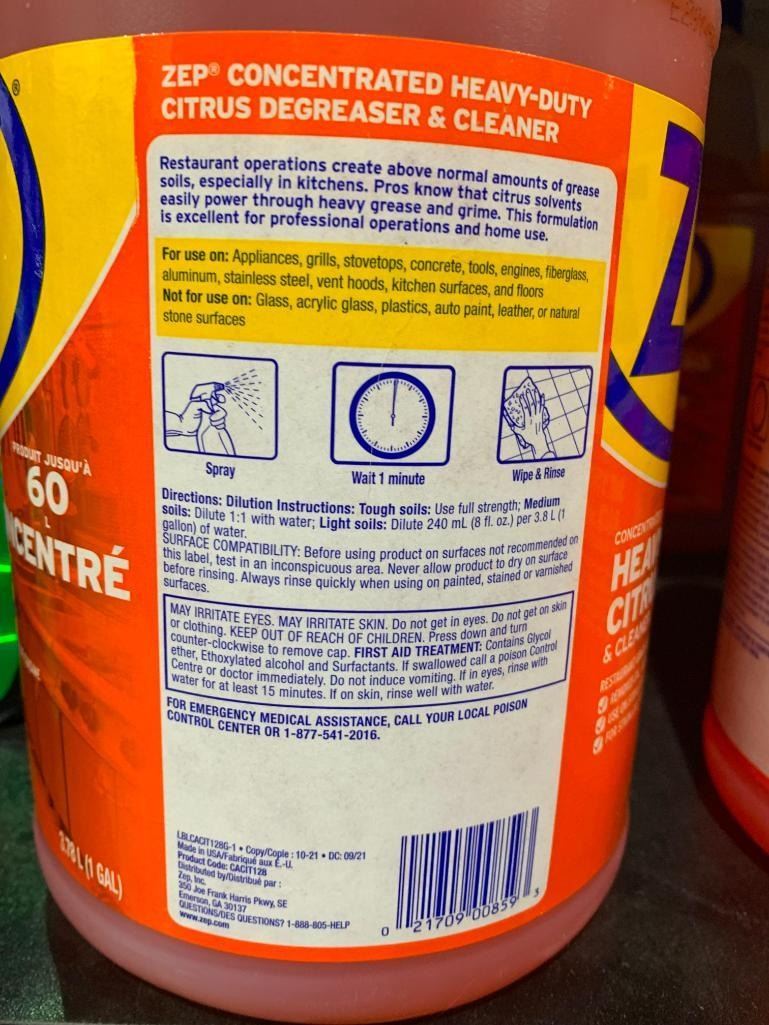 ZEP® CONCENTRATED HEAVY-DUTY
CITRUS DEGREASER & CLEANER
Restaurant operations create above normal amounts of grease
soils, especially in kitchens. Pros know that citrus solvents
easily power through heavy grease and grime. This formulation
is excellent for professional operations and home use.
For use on: Appliances, grills, stovetops, concrete, tools, engines, fiberglass,
aluminum, stainless steel, vent hoods, kitchen surfaces, and floors
Not for use on: Glass, acrylic glass, plastics, auto paint, leather, or natural
stone surfaces
Spray
Wait 1 minute
Wipe & Rinse
Directions: Dilution Instructions: Tough soils: Use full strength; Medium
soils: Dilute 1:1 with water; Light soils: Dilute 240 mL (8 fl. oz.) per 3.8 L (1
gallon) of water.
SURFACE COMPATIBILITY: Before using product on surfaces not recommended on
this label, test in an inconspicuous area. Never allow product to dry on surface
before rinsing. Always rinse quickly when using on painted, stained or varnished
surfaces.
MAY IRRITATE EYES. MAY IRRITATE SKIN. Do not get in eyes. Do not get on skin
or clothing. KEEP OUT OF REACH OF CHILDREN. Press down and turn
counter-clockwise to remove cap. FIRST AID TREATMENT: Contains Glycol
ether, Ethoxylated alcohol and Surfactants. If swallowed call a poison Control
Centre or doctor immediately. Do not induce vomiting. If in eyes, rinse with
water for at least 15 minutes. If on skin, rinse well with water.
FOR EMERGENCY MEDICAL ASSISTANCE, CALL YOUR LOCAL POISON
CONTROL CENTER OR 1-877-541-2016.
LBLCACIT128G-1 • Copy/Copie : 10-21 • DC: 09/21
Made in USA/Fabriqué aux É.-U.
Product Code: CACIT128
Distributed by/Distribué par :
Zep, Inc.
350 Joe Frank Harris Pkwy, SE
Emerson, GA 30137
QUESTIONS/DES QUESTIONS? 1-888-805-HELP
www.zep.com
0 21709 00859 3
PRODUIT JUSQU'À
60
L
NCENTRÉ
3.78 L (1 GAL)
Z
CONCENTR
HEA
CITR
& CLEAN
RESTAURA